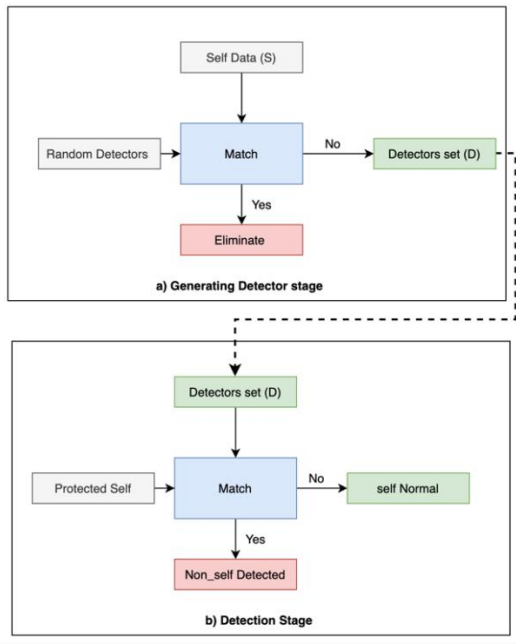 Self Data (S)
Random Detectors
Match
No
Detectors set (D)
Yes
Eliminate
a) Generating Detector stage
Detectors set (D)
Protected Self
Match
No
self Normal
Yes
Non_self Detected
b) Detection Stage